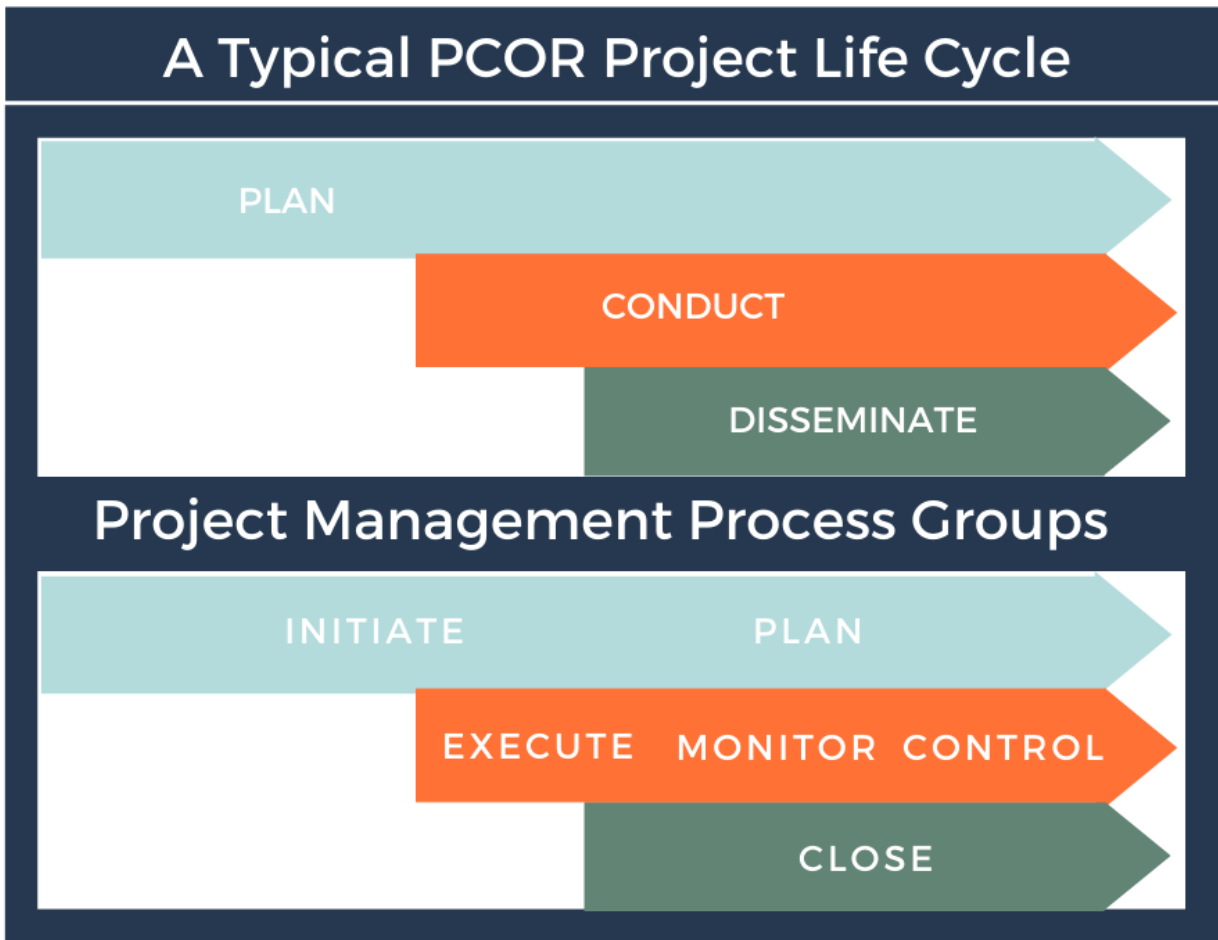 A Typical PCOR Project Life Cycle
PLAN
CONDUCT
DISSEMINATE
Project Management Process Groups
INITIATE PLAN
EXECUTE MONITOR CONTROL
CLOSE